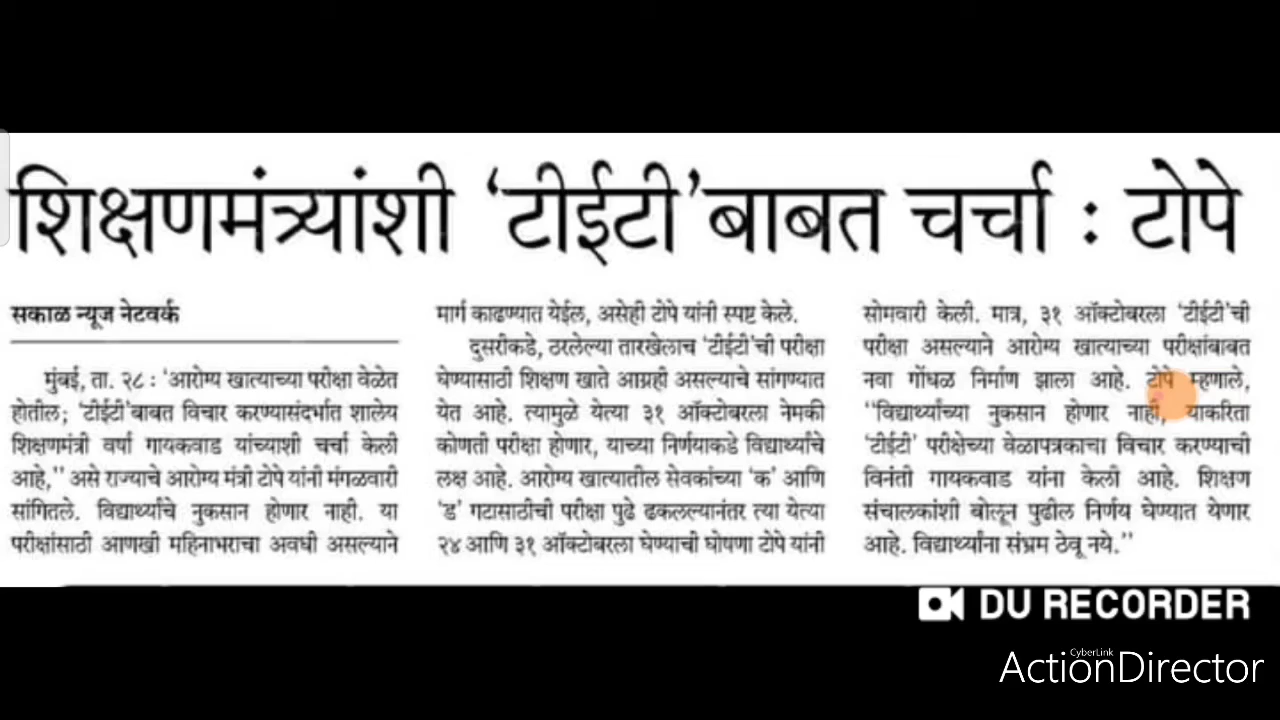 शिक्षणमंत्र्यांशी ‘टीईटी’बाबत चर्चा : टोपे
सकाळ न्यूज नेटवर्क
मुंबई, ता. २८ : ‘आरोग्य खात्याच्या परीक्षा वेळेत
होतील; ‘टीईटी’बाबत विचार करण्यासंदर्भात शालेय
शिक्षणमंत्री वर्षा गायकवाड यांच्याशी चर्चा केली
आहे,’’ असे राज्याचे आरोग्य मंत्री टोपे यांनी मंगळवारी
सांगितले. विद्यार्थ्यांचे नुकसान होणार नाही. या
परीक्षांसाठी आणखी महिनाभराचा अवधी असल्याने
मार्ग काढण्यात येईल, असेही टोपे यांनी स्पष्ट केले.
दुसरीकडे, ठरलेल्या तारखेलाच ‘टीईटी’ची परीक्षा
घेण्यासाठी शिक्षण खाते आग्रही असल्याचे सांगण्यात
येत आहे. त्यामुळे येत्या ३१ ऑक्टोबरला नेमकी
कोणती परीक्षा होणार, याच्या निर्णयाकडे विद्यार्थ्यांचे
लक्ष आहे. आरोग्य खात्यातील सेवकांच्या ‘क’ आणि
‘ड’ गटासाठीची परीक्षा पुढे ढकलल्यानंतर त्या येत्या
२४ आणि ३१ ऑक्टोबरला घेण्याची घोषणा टोपे यांनी
सोमवारी केली. मात्र, ३१ ऑक्टोबरला ‘टीईटी’ची
परीक्षा असल्याने आरोग्य खात्याच्या परीक्षांबाबत
नवा गोंधळ निर्माण झाला आहे. टोपे म्हणाले,
‘‘विद्यार्थ्यांच्या नुकसान होणार नाही, याकरिता
‘टीईटी’ परीक्षेच्या वेळापत्रकाचा विचार करण्याची
विनंती गायकवाड यांना केली आहे. शिक्षण
संचालकांशी बोलून पुढील निर्णय घेण्यात येणार
आहे. विद्यार्थ्यांना संभ्रम ठेवू नये.’’
DU RECORDER
CyberLink
ActionDirector